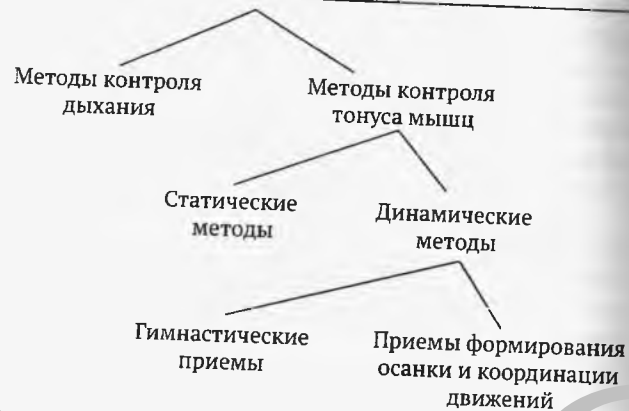 Методы контроля
дыхания
Методы контроля
тонуса мышц
Статические
методы
Динамические
методы
Гимнастические
приемы
Приемы формирования
осанки и координации
движений